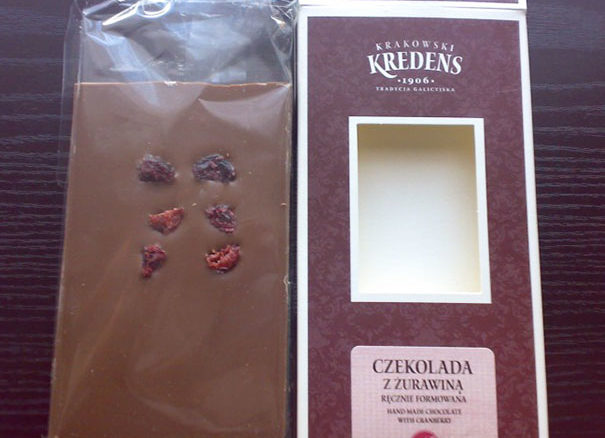 KRAKOWSKI
KREDENS
•1906•
TRADYCJA GALICYJSKA
CZEKOLADA
Z ŻURAWINĄ
RĘCZNIE FORMOWANA
HAND MADE CHOCOLATE
WITH CRANBERRY